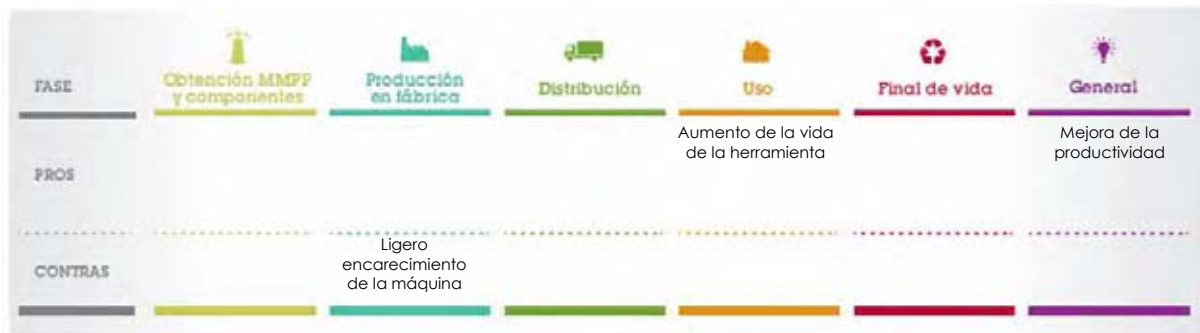 FASE
Obtención MMPP
y componentes
Producción
en fábrica
Distribución
Uso
Final de vida
General
PROS
Aumento de la vida
de la herramienta
Mejora de la
productividad
CONTRAS
Ligero
encarecimiento
de la máquina